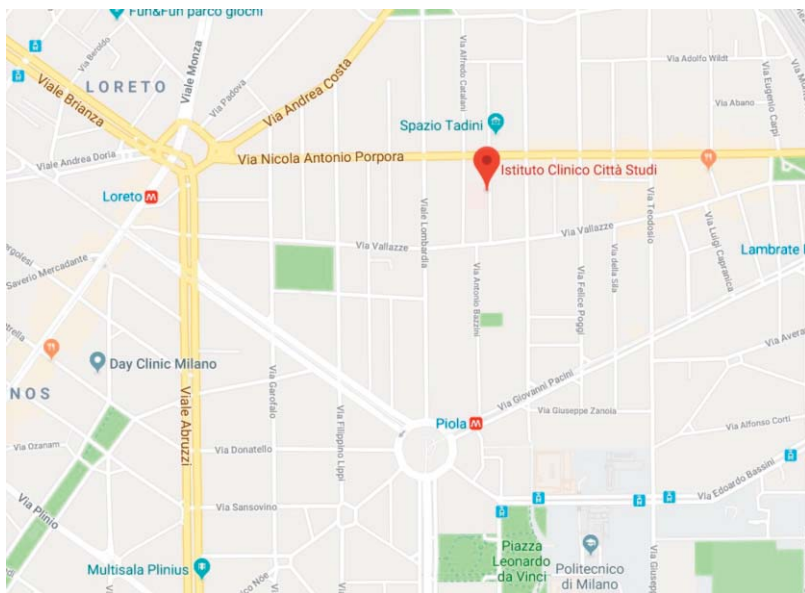 Fun&Fun parco giochi
Via Beroldo
Viale Monza
Via Alfredo Catalani
Via Adolfo Wildt
LORETO
Via Padova
Via Andrea Costa
Via Eugenio Carpi
Viale Brianza
Via Abano
Spazio Tadini
Viale Andrea Doria
Via Nicola Antonio Porpora
Istituto Clinico Città Studi
Loreto M
Viale Lombardia
Via Teodosio
Via Vallazze
Via Vallazze
Via Luigi Capranica
Lambrate
Saverio Mercadante
Via Antonio Bazzini
Via Felice Poggi
Via della Sila
Day Clinic Milano
NOS
Viale Abruzzi
Via Garofalo
Via Filippino Lippi
Via Giovanni Pacini
Via Giuseppe Zanoia
Piola M
Via Alfonso Corti
Via Ozanam
Via Donatello
Via Edoardo Bassini
Via Plinio
Via Sansovino
Piazza
Leonardo
da Vinci
Politecnico
di Milano
Multisala Plinius
Via Giuse